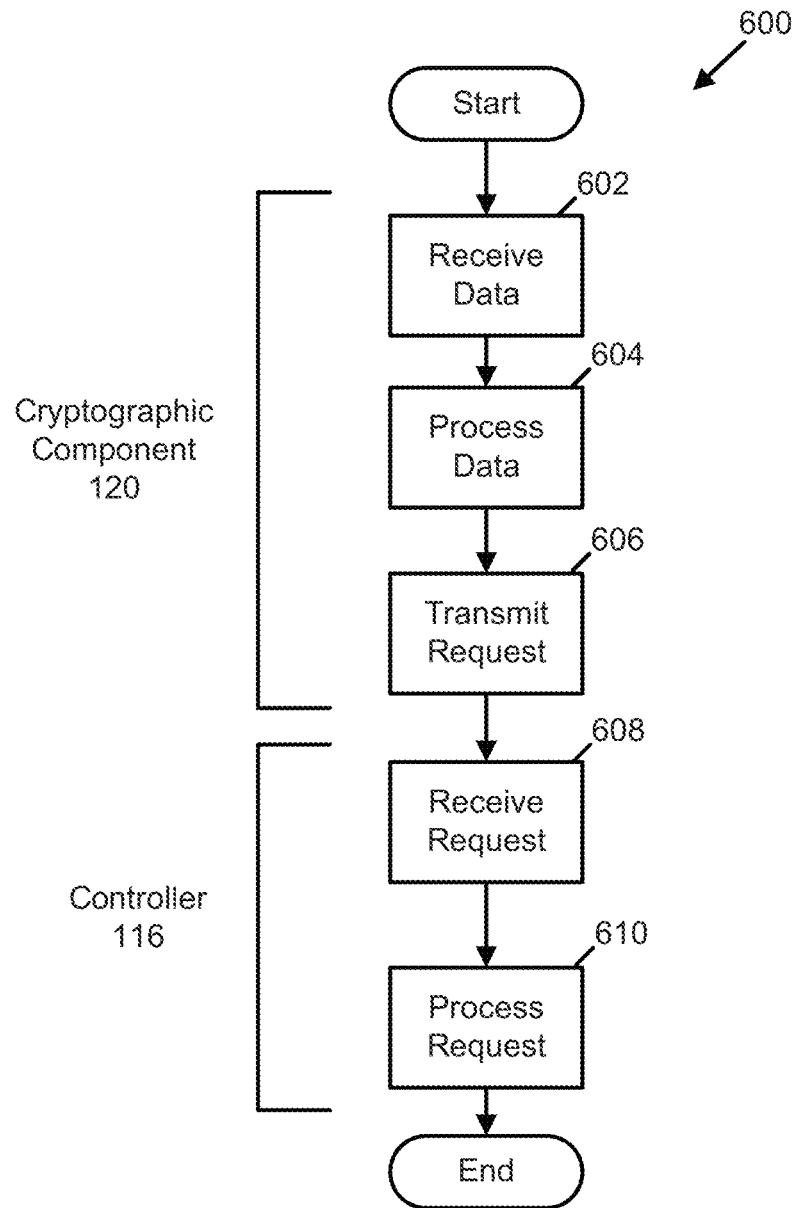 600
Start
602
Receive
Data
604
Process
Data
Cryptographic
Component
120
606
Transmit
Request
608
Receive
Request
Controller
116
610
Process
Request
End